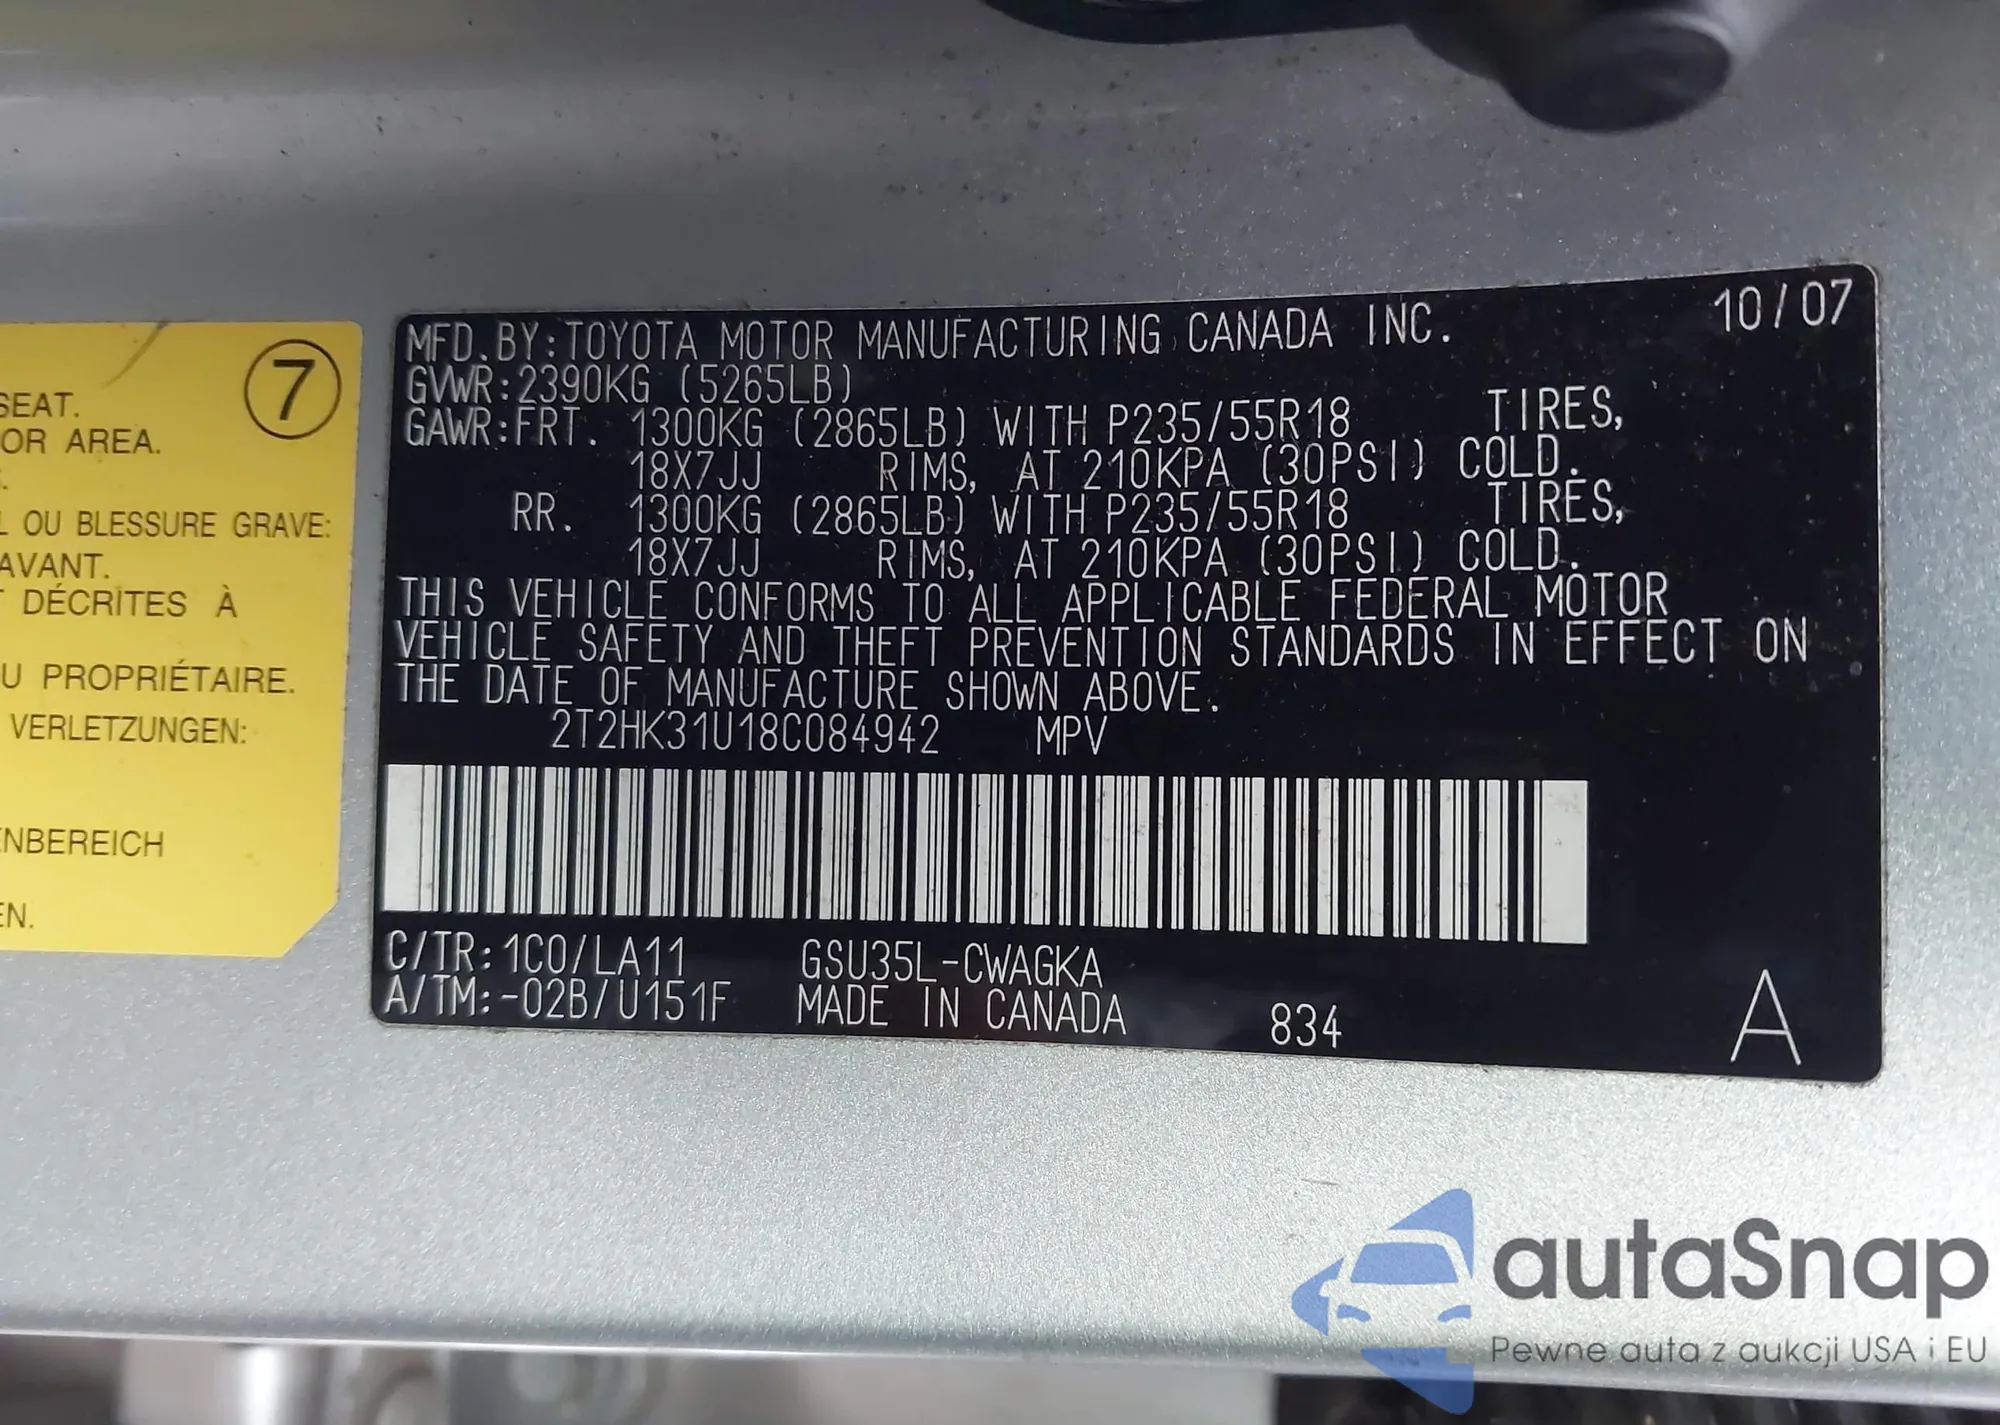 7
SEAT.
OR AREA.
L OU BLESSURE GRAVE:
AVANT.
T DÉCRITES À
U PROPRIÉTAIRE.
VERLETZUNGEN:
ENBEREICH
EN.
MFD. BY: TOYOTA MOTOR MANUFACTURING CANADA INC. 10/07
GVWR: 2390KG (5265LB)
GAWR: FRT. 1300KG (2865LB) WITH P235/55R18 TIRES,
18X7JJ RIMS, AT 210KPA (30PSI) COLD.
RR. 1300KG (2865LB) WITH P235/55R18 TIRES,
18X7JJ RIMS, AT 210KPA (30PSI) COLD.
THIS VEHICLE CONFORMS TO ALL APPLICABLE FEDERAL MOTOR
VEHICLE SAFETY AND THEFT PREVENTION STANDARDS IN EFFECT ON
THE DATE OF MANUFACTURE SHOWN ABOVE.
2T2HK31U18C084942 MPV
C/TR: 1C0/LA11 GSU35L-CWAGKA
A/TM: -02B/U151F MADE IN CANADA 834 A
autaSnap
Pewne auta z aukcji USA i EU